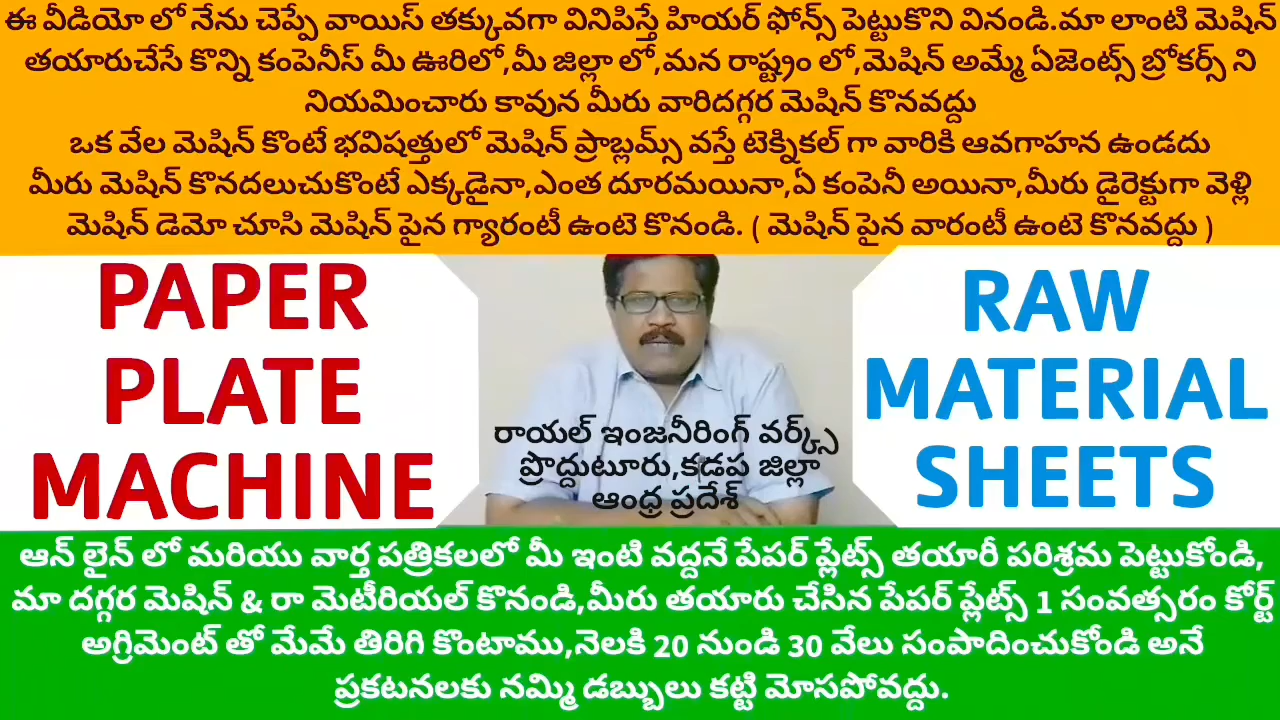 ఈ వీడియో లో నేను చెప్పే వాయిస్ తక్కువగా వినిపిస్తే హియర్ ఫోన్స్ పెట్టుకొని వినండి.మా లాంటి మెషిన్
తయారుచేసే కొన్ని కంపెనీస్ మీ ఊరిలో,మీ జిల్లా లో,మన రాష్ట్రం లో,మెషిన్ అమ్మే ఏజెంట్స్ బ్రోకర్స్ ని
నియమించారు కావున మీరు వారిదగ్గర మెషిన్ కొనవద్దు
ఒక వేల మెషిన్ కొంటే భవిషత్తులో మెషిన్ ప్రాబ్లమ్స్ వస్తే టెక్నికల్ గా వారికి ఆవగాహన ఉండదు
మీరు మెషిన్ కొనదలుచుకొంటే ఎక్కడైనా,ఎంత దూరమయినా,ఏ కంపెనీ అయినా,మీరు డైరెక్టుగా వెళ్లి
మెషిన్ డెమో చూసి మెషిన్ పైన గ్యారంటీ ఉంటె కొనండి. ( మెషిన్ పైన వారంటీ ఉంటె కొనవద్దు )
PAPER
PLATE
MACHINE
రాయల్ ఇంజనీరింగ్ వర్క్స్
ప్రొద్దుటూరు,కడప జిల్లా
ఆంధ్ర ప్రదేశ్
RAW
MATERIAL
SHEETS
ఆన్ లైన్ లో మరియు వార్త పత్రికలలో మీ ఇంటి వద్దనే పేపర్ ప్లేట్స్ తయారీ పరిశ్రమ పెట్టుకోండి,
మా దగ్గర మెషిన్ & రా మెటీరియల్ కొనండి,మీరు తయారు చేసిన పేపర్ ప్లేట్స్ 1 సంవత్సరం కోర్ట్
అగ్రిమెంట్ తో మేమే తిరిగి కొంటాము,నెలకి 20 నుండి 30 వేలు సంపాదించుకోండి అనే
ప్రకటనలకు నమ్మి డబ్బులు కట్టి మోసపోవద్దు.